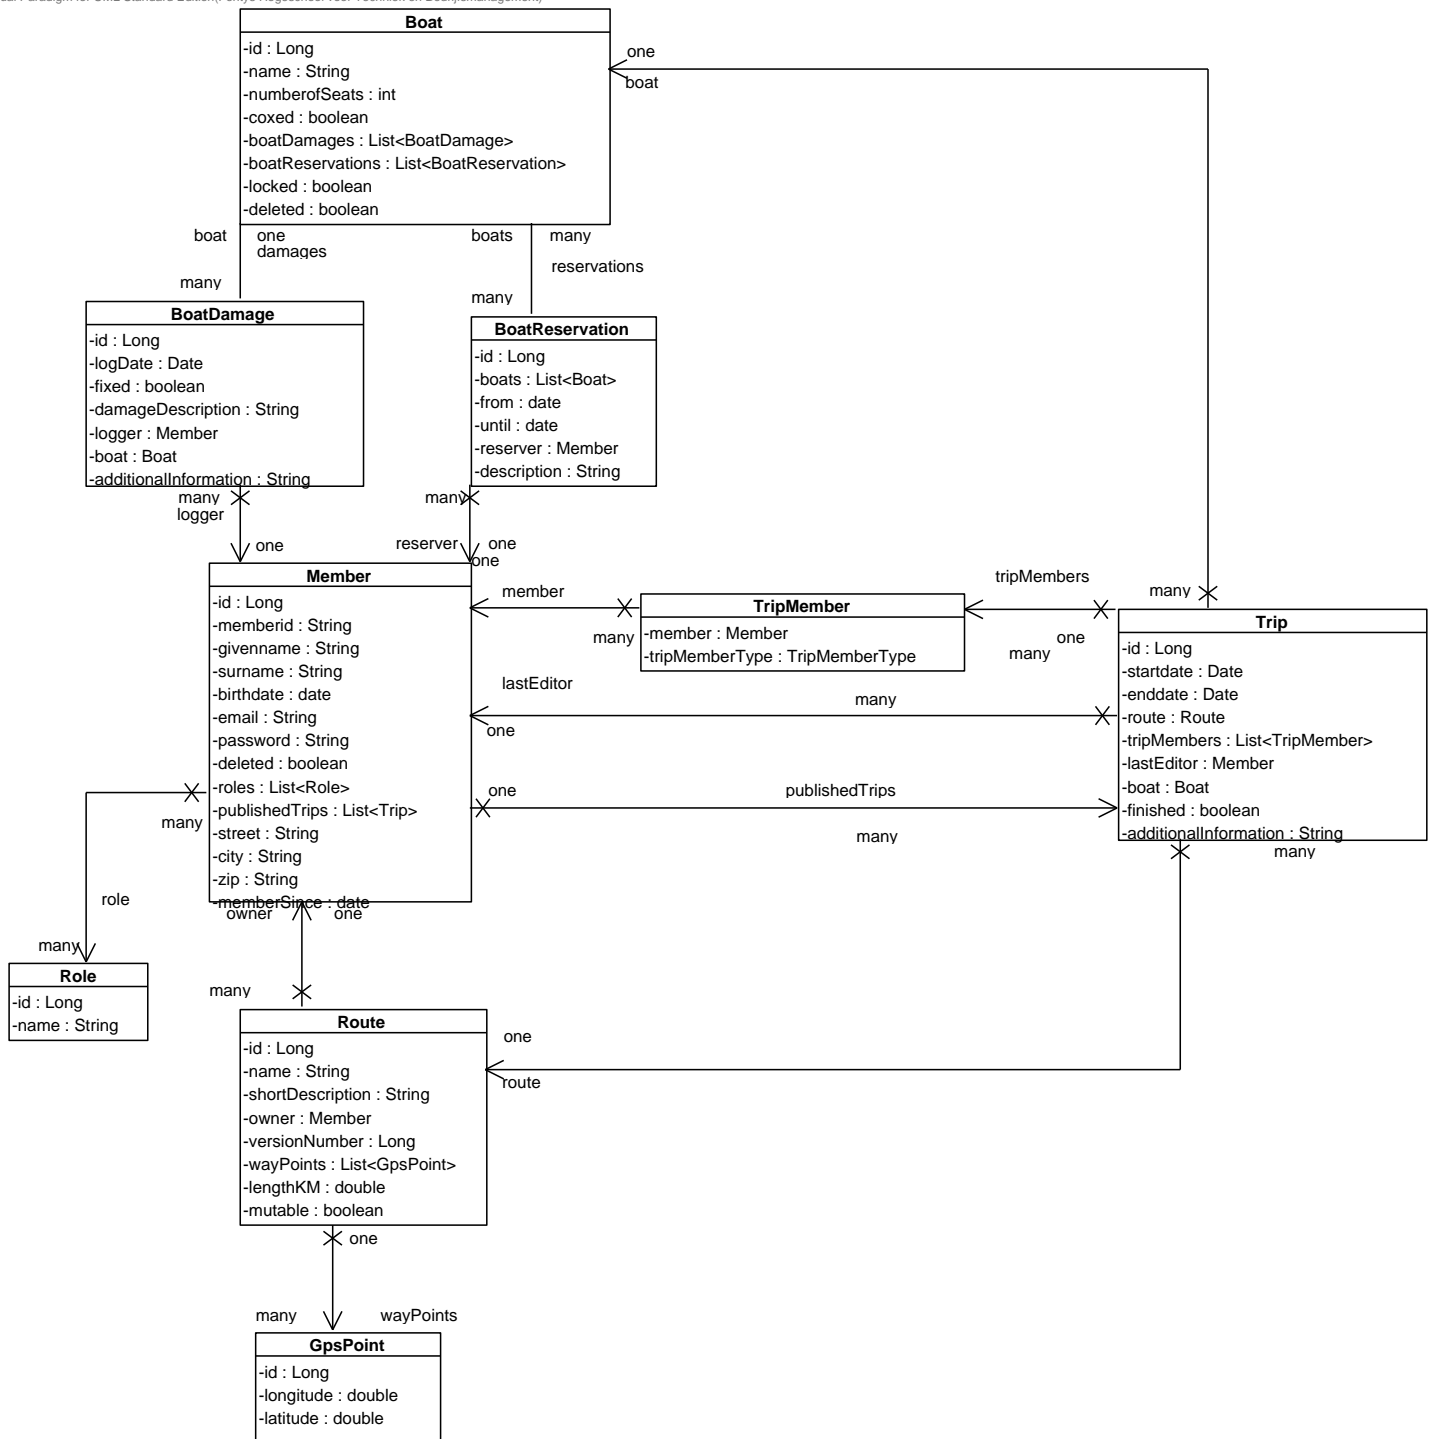 Boat
-id : Long
-name : String
-numberofSeats : int
-coxed : boolean
-boatDamages : List<BoatDamage>
-boatReservations : List<BoatReservation>
-locked : boolean
-deleted : boolean
one
boat
boat
one
damages
many
boats
many
reservations
many
BoatDamage
-id : Long
-logDate : Date
-fixed : boolean
-damageDescription : String
-logger : Member
-boat : Boat
-additionalInformation : String
many
logger
one
BoatReservation
-id : Long
-boats : List<Boat>
-from : date
-until : date
-reserver : Member
-description : String
many
reserver
one
one
Member
-id : Long
-memberid : String
-givenname : String
-surname : String
-birthdate : date
-email : String
-password : String
-deleted : boolean
-roles : List<Role>
-publishedTrips : List<Trip>
-street : String
-city : String
-zip : String
-memberSince : date
member
many
TripMember
-member : Member
-tripMemberType : TripMemberType
tripMembers
one
many
many
Trip
-id : Long
-startdate : Date
-enddate : Date
-route : Route
-tripMembers : List<TripMember>
-lastEditor : Member
-boat : Boat
-finished : boolean
-additionalInformation : String
many
lastEditor
many
one
one
publishedTrips
many
many
role
many
Role
-id : Long
-name : String
owner
one
many
Route
-id : Long
-name : String
-shortDescription : String
-owner : Member
-versionNumber : Long
-wayPoints : List<GpsPoint>
-lengthKM : double
-mutable : boolean
one
route
one
many
wayPoints
GpsPoint
-id : Long
-longitude : double
-latitude : double